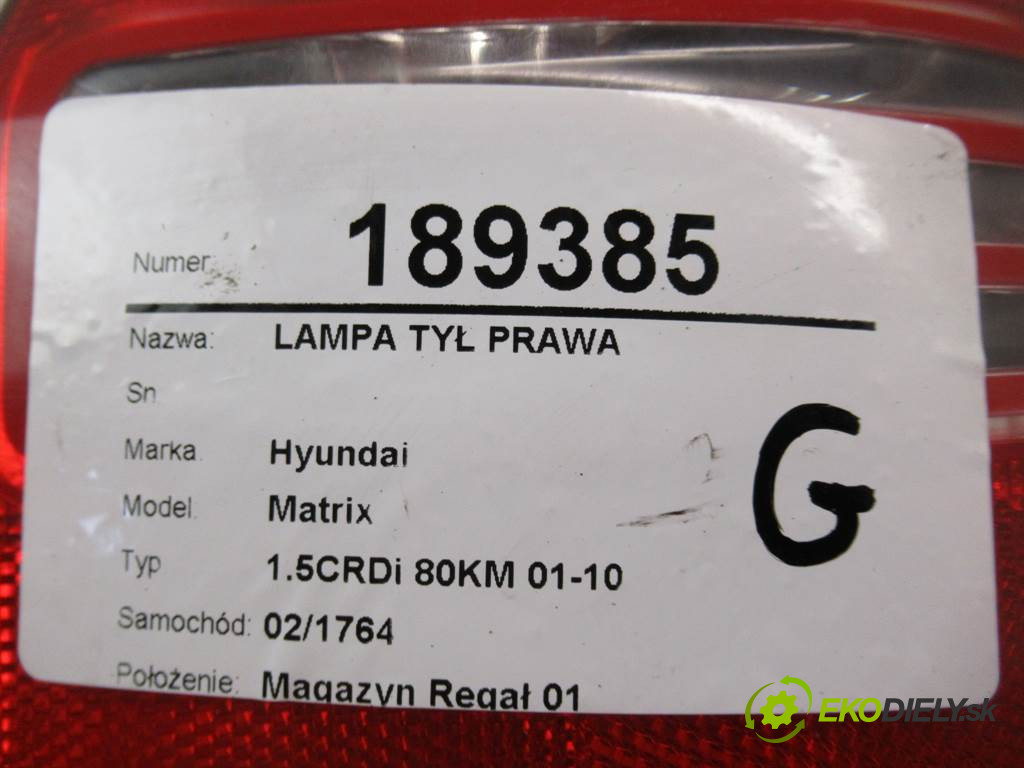 Numer: 189385
Nazwa: LAMPA TYŁ PRAWA
Sn
Marka Hyundai
Model Matrix
Typ 1.5CRDi 80KM 01-10
Samochód: 02/1764
Położenie: Magazyn Regał 01
G
EKODIELY.sk